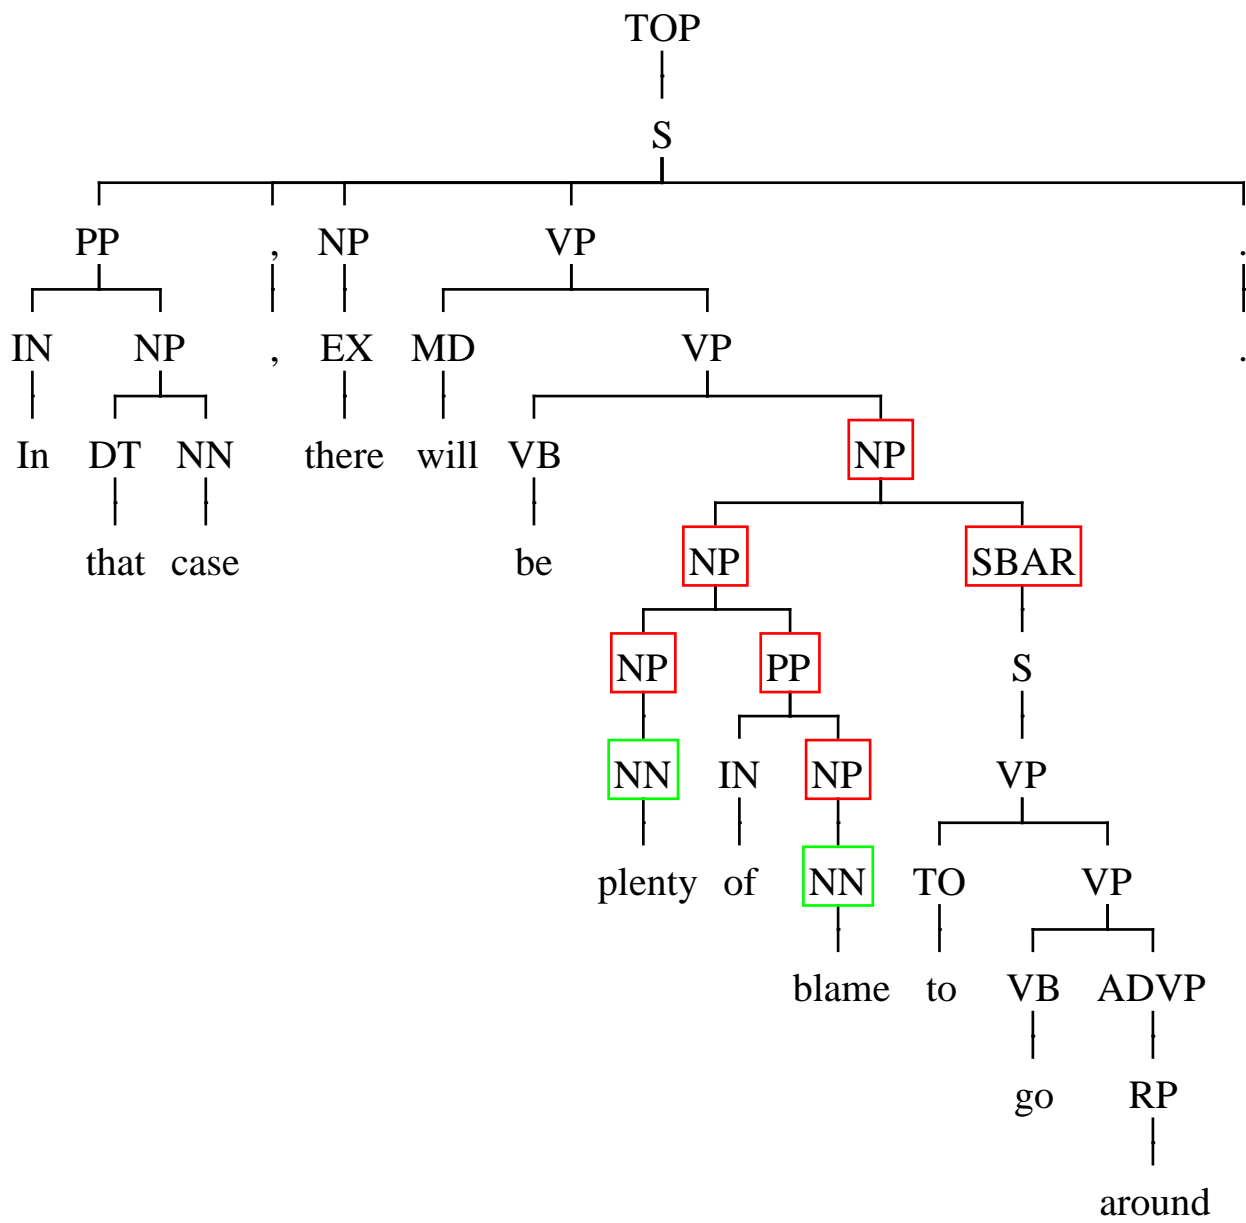 TOP
S
PP , NP VP .
IN NP , EX MD VP .
In DT NN there will VB NP
that case be NP SBAR
NP PP S
NN IN NP VP
plenty of NN TO VP
blame to VB ADVP
go RP
around